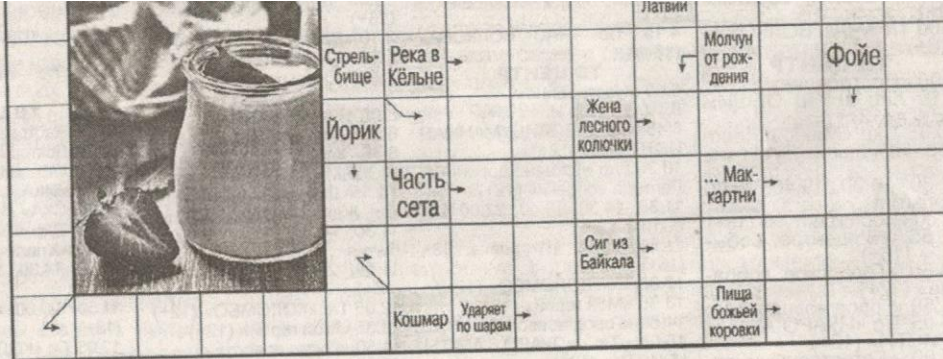 Латвии
Стрель-
бище
Река в
Кёльне
Молчун
от рож-
дения
Фойе
Йорик
Жена
лесного
колючки
Часть
сета
... Мак-
картни
Сиг из
Байкала
Кошмар
Ударяет
по шарам
Пища
божьей
коровки